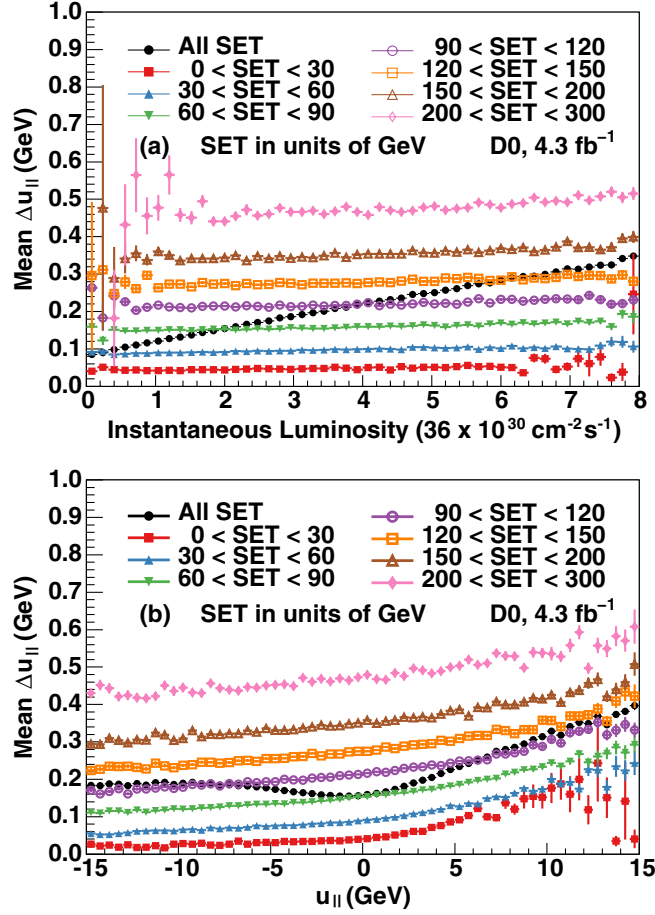 1.0
0.9
0.8
0.7
0.6
0.5
0.4
0.3
0.2
0.1
0.0
Mean Δu|| (GeV)
All SET
0 < SET < 30
30 < SET < 60
60 < SET < 90
90 < SET < 120
120 < SET < 150
150 < SET < 200
200 < SET < 300
(a) SET in units of GeV D0, 4.3 fb⁻¹
0 1 2 3 4 5 6 7 8
Instantaneous Luminosity (36 x 10³⁰ cm⁻² s⁻¹)
1.0
0.9
0.8
0.7
0.6
0.5
0.4
0.3
0.2
0.1
0.0
Mean Δu|| (GeV)
All SET
0 < SET < 30
30 < SET < 60
60 < SET < 90
90 < SET < 120
120 < SET < 150
150 < SET < 200
200 < SET < 300
(b) SET in units of GeV D0, 4.3 fb⁻¹
-15 -10 -5 0 5 10 15
u|| (GeV)